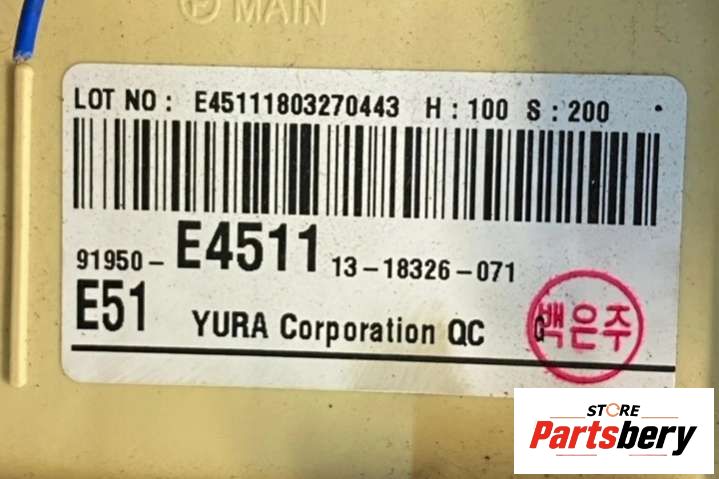 P MAIN
LOT NO : E45111803270443 H : 100 S : 200
91950- E4511 13-18326-071
E51 YURA Corporation QC 백은주
STORE
Partsbery